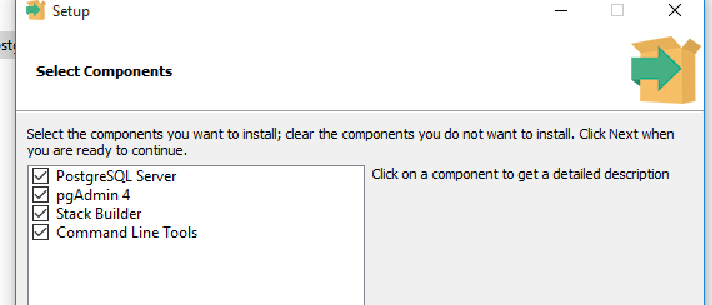 Setup
Select Components
Select the components you want to install; clear the components you do not want to install. Click Next when
you are ready to continue.
PostgreSQL Server
pgAdmin 4
Stack Builder
Command Line Tools
Click on a component to get a detailed description